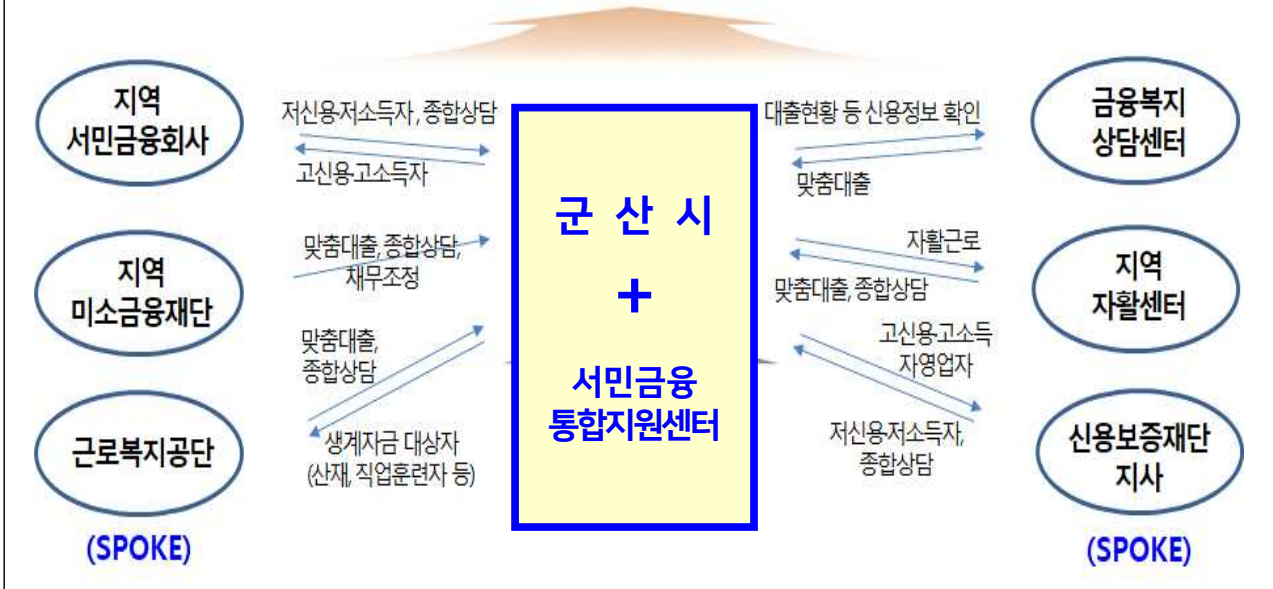 지역
서민금융회사
저신용·저소득자, 종합상담
고신용·고소득자
지역
미소금융재단
맞춤대출, 종합상담,
채무조정
근로복지공단
맞춤대출,
종합상담
생계자금 대상자
(산재, 직업훈련자 등)
(SPOKE)
군 산 시
+
서민금융
통합지원센터
대출현황 등 신용정보 확인
맞춤대출
금융복지
상담센터
자활근로
맞춤대출, 종합상담
지역
자활센터
고신용·고소득
자영업자
저신용·저소득자,
종합상담
신용보증재단
지사
(SPOKE)